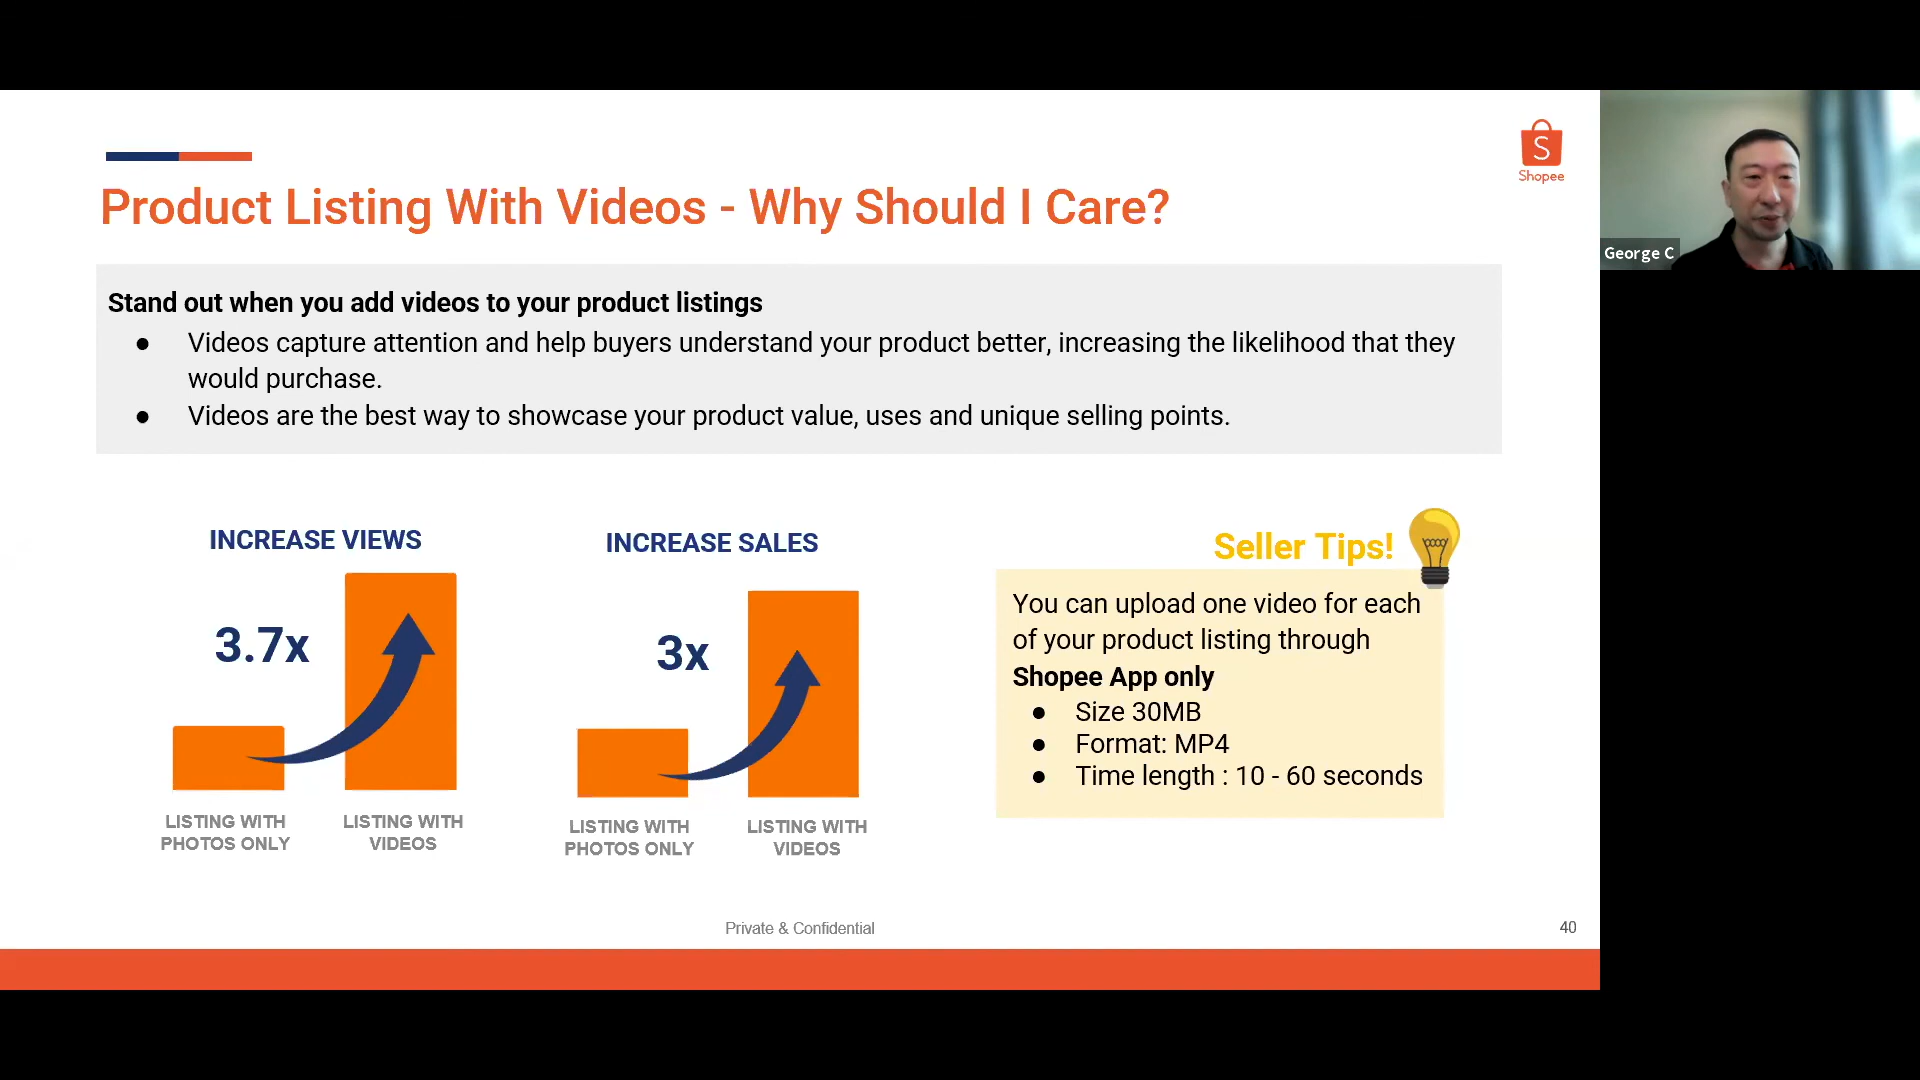 S
Shopee
Product Listing With Videos - Why Should I Care?
George C
Stand out when you add videos to your product listings
● Videos capture attention and help buyers understand your product better, increasing the likelihood that they
would purchase.
● Videos are the best way to showcase your product value, uses and unique selling points.
INCREASE VIEWS
3.7x
LISTING WITH
PHOTOS ONLY
LISTING WITH
VIDEOS
INCREASE SALES
3x
LISTING WITH
PHOTOS ONLY
LISTING WITH
VIDEOS
Seller Tips!
You can upload one video for each
of your product listing through
Shopee App only
● Size 30MB
● Format: MP4
● Time length : 10 - 60 seconds
Private & Confidential
40